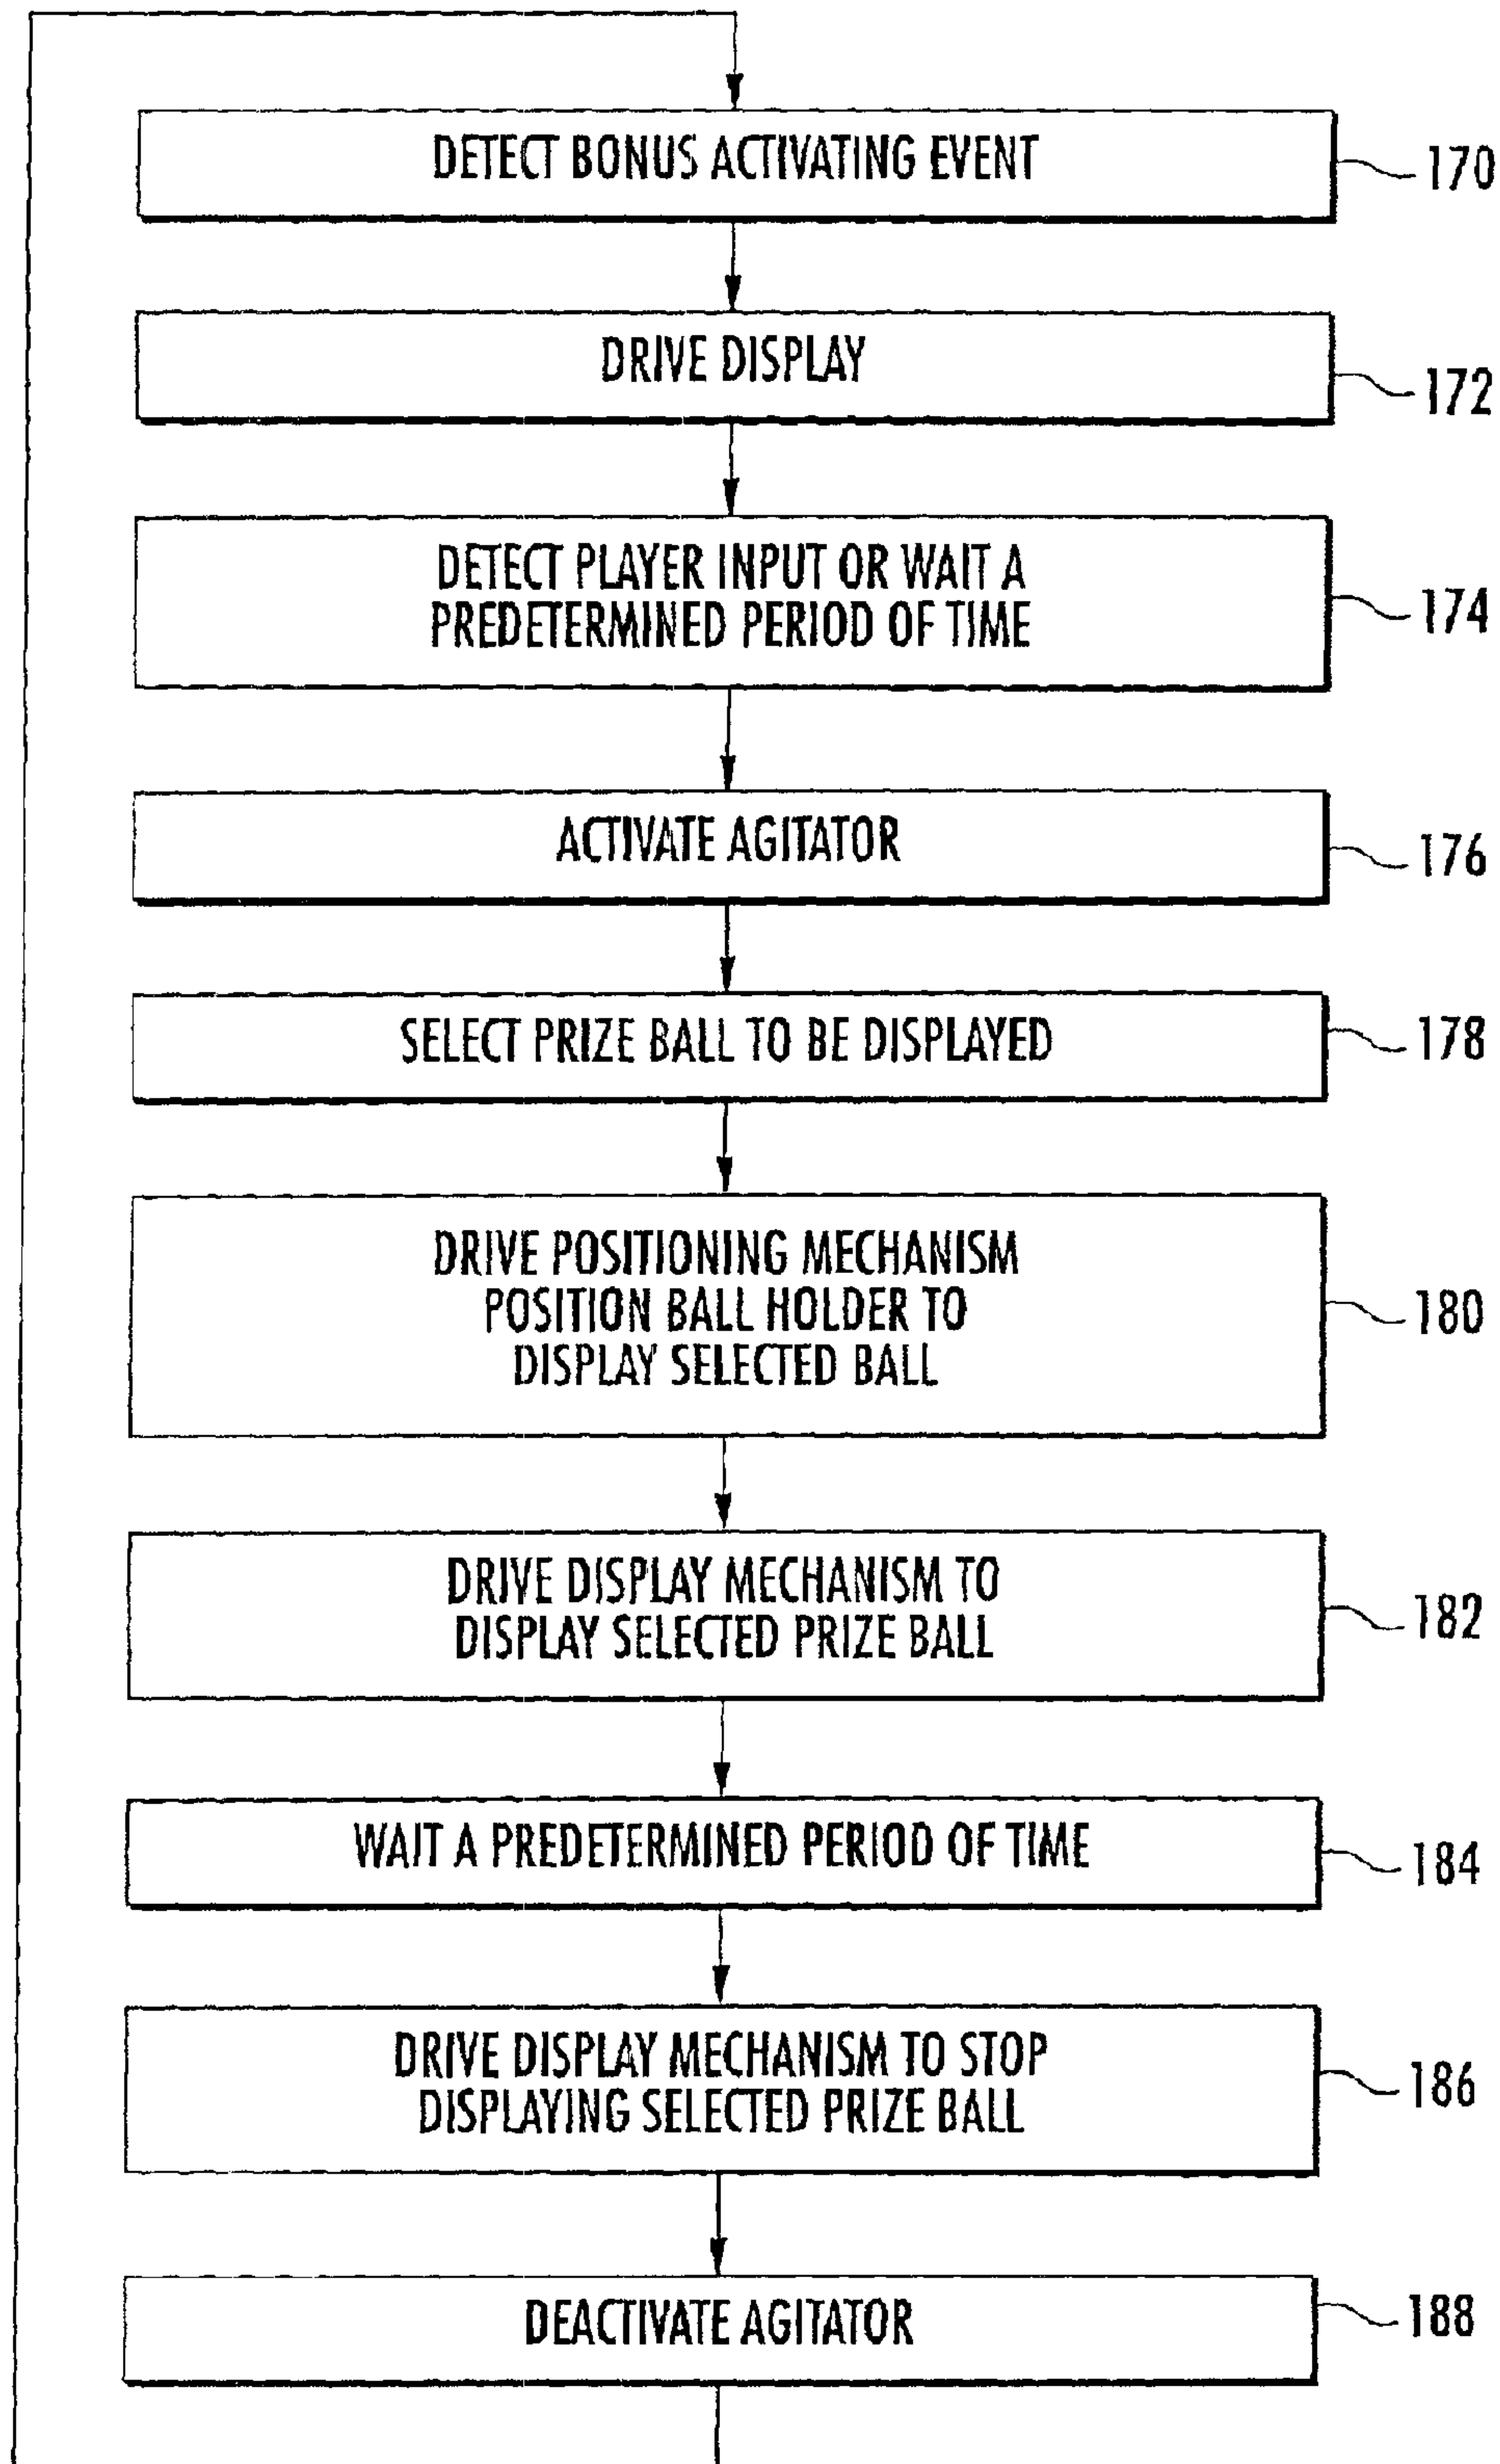 DETECT BONUS ACTIVATING EVENT
170
DRIVE DISPLAY
172
DETECT PLAYER INPUT OR WAIT A
PREDETERMINED PERIOD OF TIME
174
ACTIVATE AGITATOR
176
SELECT PRIZE BALL TO BE DISPLAYED
178
DRIVE POSITIONING MECHANISM
POSITION BALL HOLDER TO
DISPLAY SELECTED BALL
180
DRIVE DISPLAY MECHANISM TO
DISPLAY SELECTED PRIZE BALL
182
WAIT A PREDETERMINED PERIOD OF TIME
184
DRIVE DISPLAY MECHANISM TO STOP
DISPLAYING SELECTED PRIZE BALL
186
DEACTIVATE AGITATOR
188